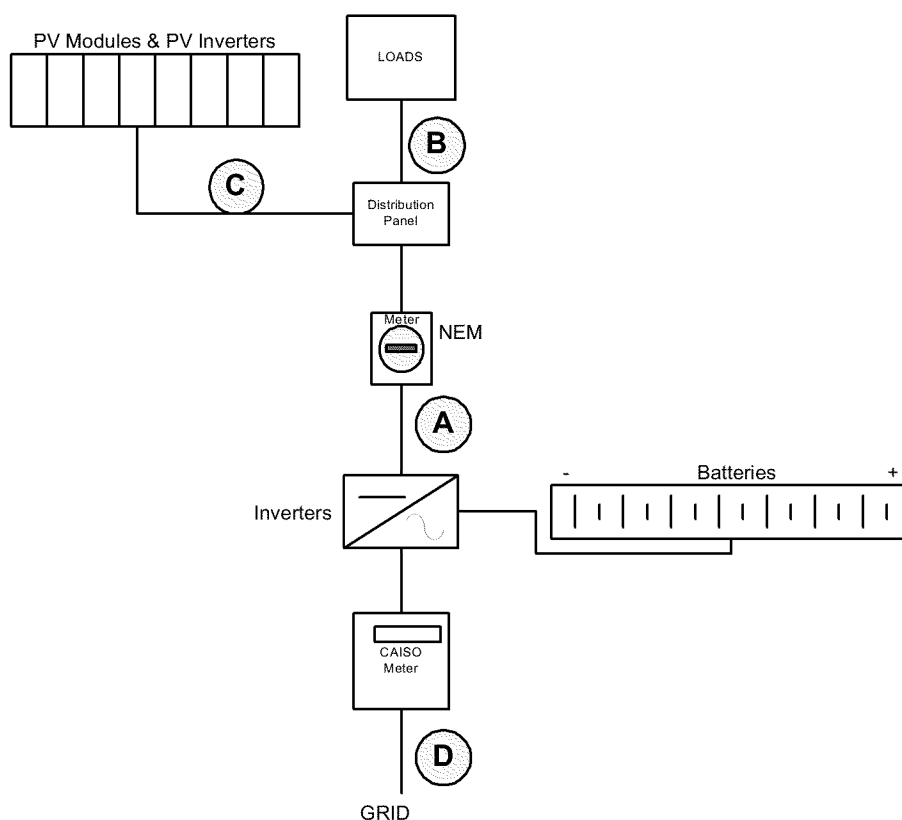 PV Modules & PV Inverters
LOADS
B
C
Distribution
Panel
Meter
NEM
A
- Batteries +
Inverters
CAISO
Meter
D
GRID